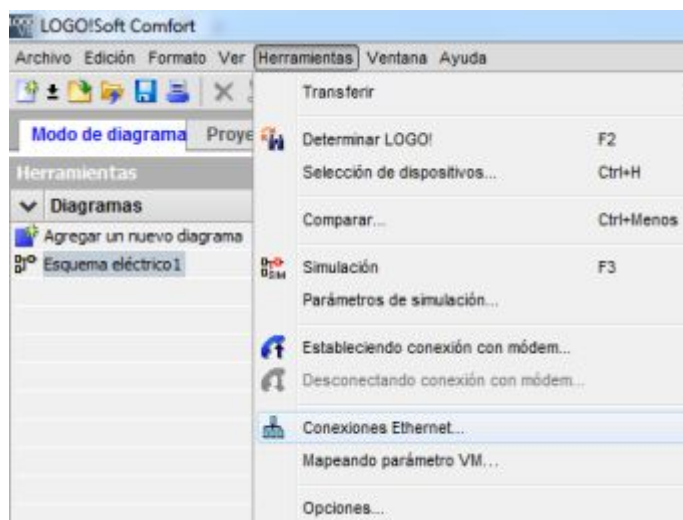 LOGO!Soft Comfort
Archivo Edición Formato Ver Herramientas Ventana Ayuda
Transferir
Modo de diagrama Proye
Determinar LOGO! F2
Herramientas
Selección de dispositivos... Ctrl+H
Diagramas
Comparar... Ctrl+Menos
Agregar un nuevo diagrama
Esquema eléctrico1
Simulación F3
Parámetros de simulación...
Estableciendo conexión con módem...
Desconectando conexión con módem...
Conexiones Ethernet...
Mapeando parámetro VM...
Opciones...